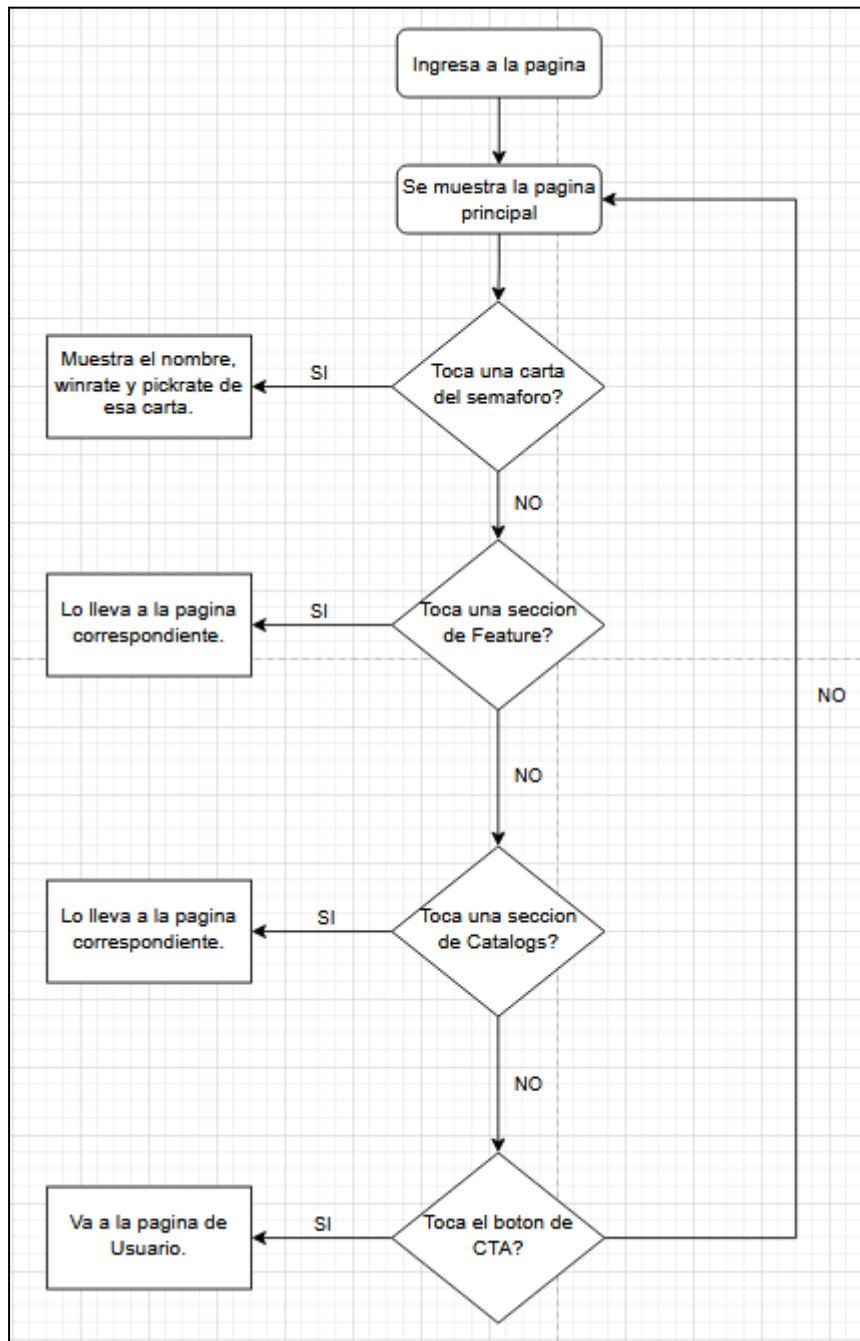 Ingresa a la pagina
Se muestra la pagina
principal
Toca una carta
del semaforo?
SI
Muestra el nombre,
winrate y pickrate de
esa carta.
NO
Toca una seccion
de Feature?
SI
Lo lleva a la pagina
correspondiente.
NO
NO
Toca una seccion
de Catalogs?
SI
Lo lleva a la pagina
correspondiente.
NO
Toca el boton de
CTA?
SI
Va a la pagina de
Usuario.